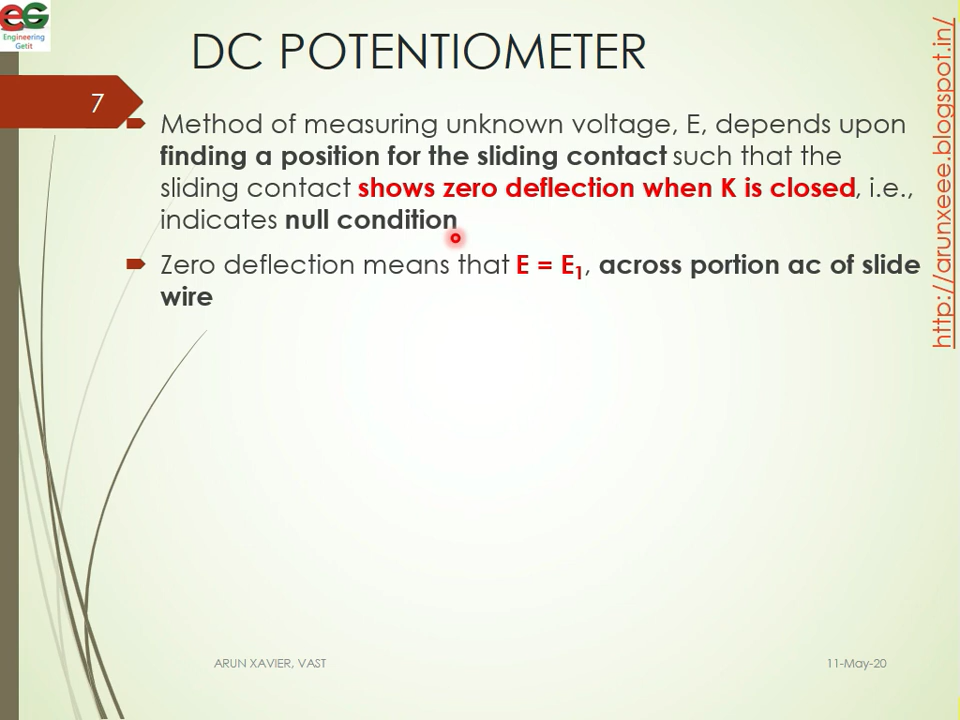 EG
Engineering
Getit
DC POTENTIOMETER
7
Method of measuring unknown voltage, E, depends upon
finding a position for the sliding contact such that the
sliding contact shows zero deflection when K is closed, i.e.,
indicates null condition
Zero deflection means that E = E₁, across portion ac of slide
wire
http://arunxeee.blogspot.in/
ARUN XAVIER, VAST
11-May-20